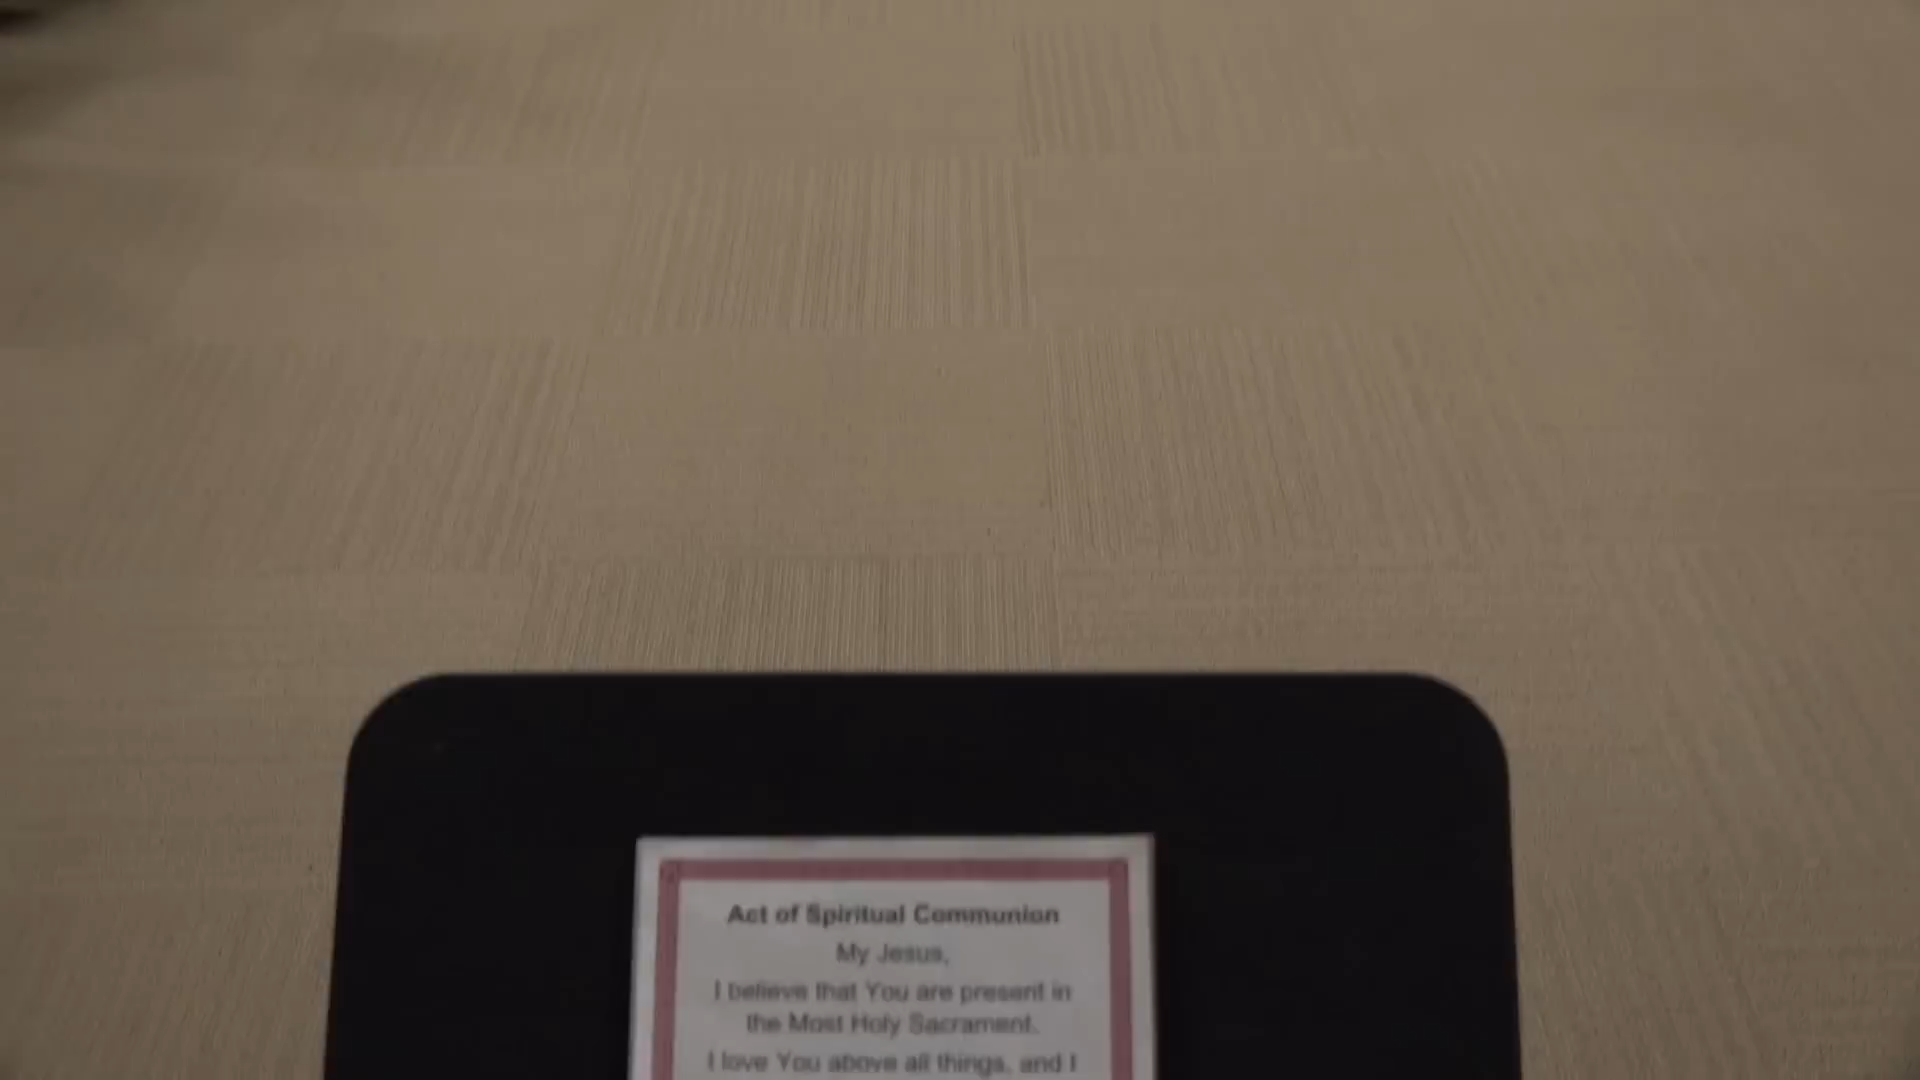 Act of Spiritual Communion
My Jesus,
I believe that You are present in
the Most Holy Sacrament.
I love You above all things, and I